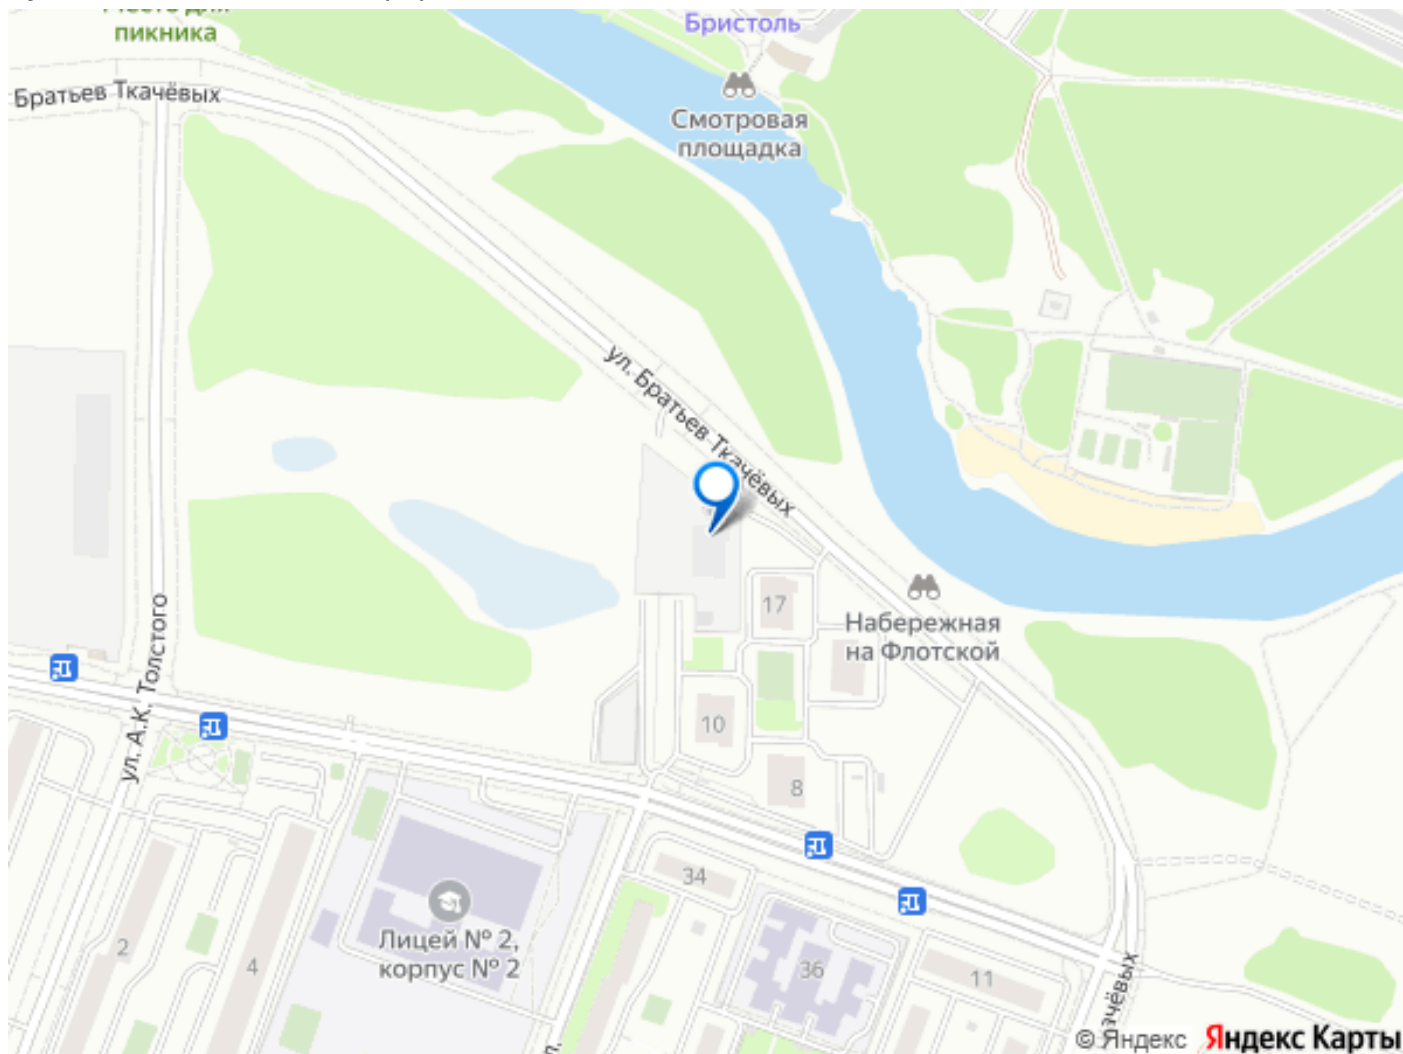 пикника
Бристоль
Братьев Ткачёвых
Смотровая
площадка
ул. Братьев Ткачёвых
ул. А.К. Толстого
17
Набережная
на Флотской
10
8
34
Лицей № 2,
корпус № 2
2
4
36
11
© Яндекс Яндекс Карты